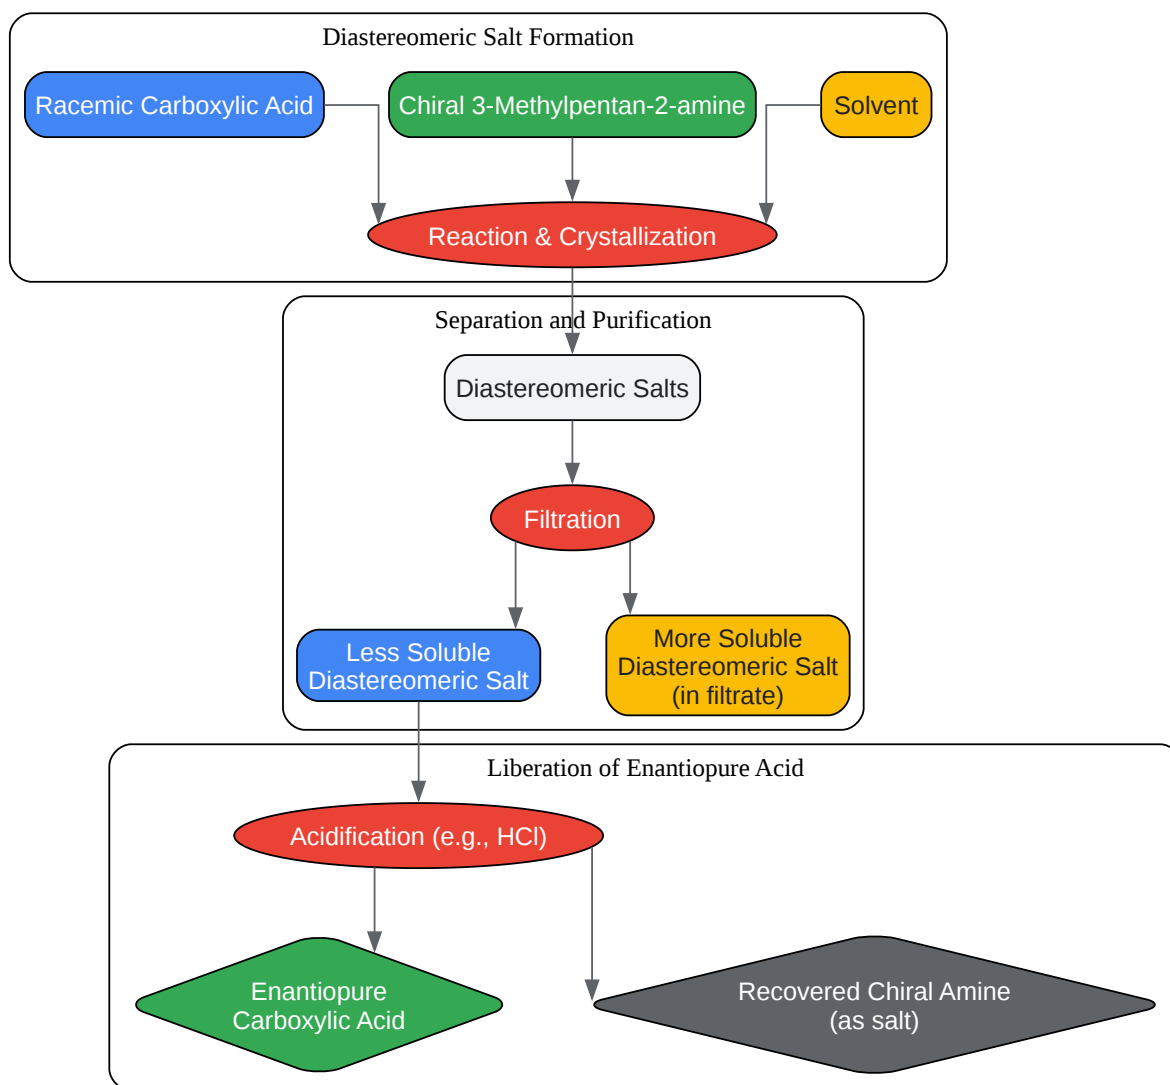 Diastereomeric Salt Formation
Racemic Carboxylic Acid
Chiral 3-Methylpentan-2-amine
Solvent
Reaction & Crystallization
Separation and Purification
Diastereomeric Salts
Filtration
Less Soluble
Diastereomeric Salt
More Soluble
Diastereomeric Salt
(in filtrate)
Liberation of Enantiopure Acid
Acidification (e.g., HCl)
Enantiopure
Carboxylic Acid
Recovered Chiral Amine
(as salt)